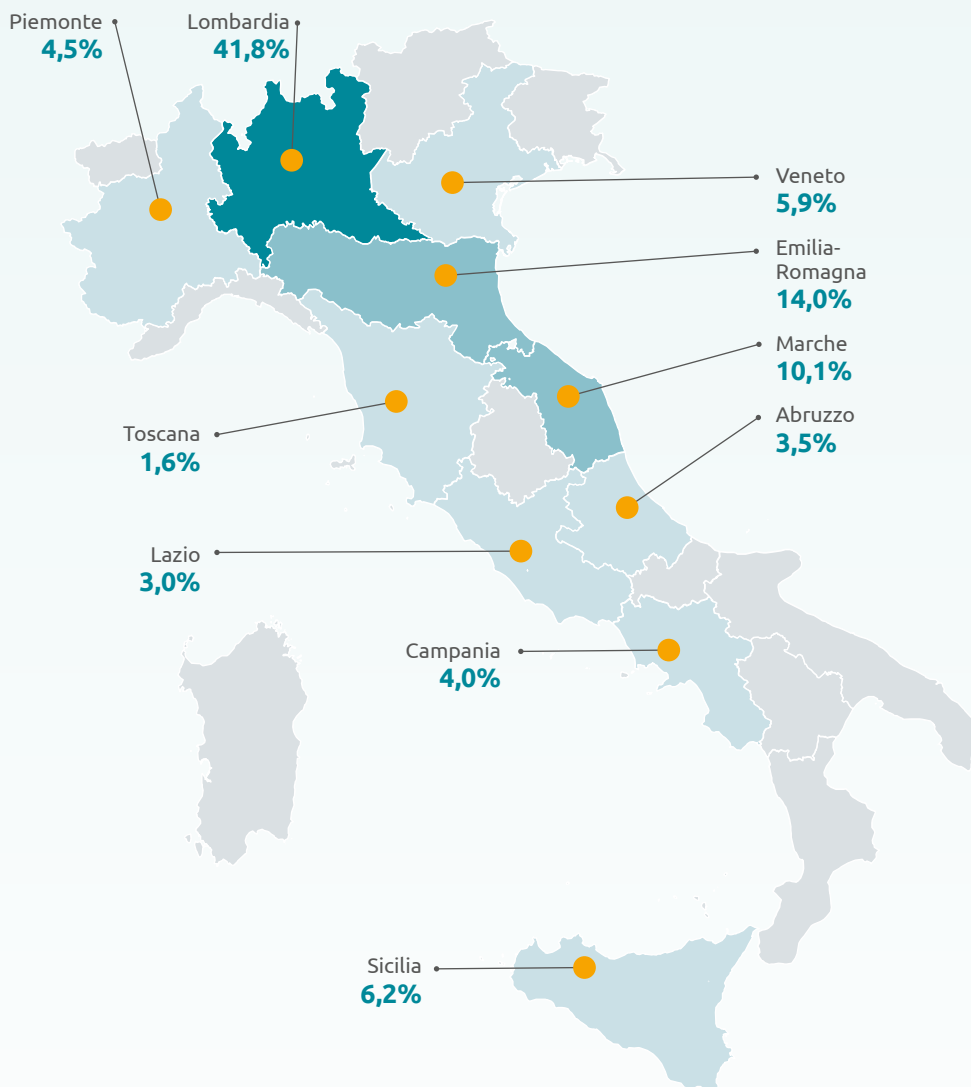 Piemonte
4,5%
Lombardia
41,8%
Veneto
5,9%
Emilia-
Romagna
14,0%
Marche
10,1%
Abruzzo
3,5%
Toscana
1,6%
Lazio
3,0%
Campania
4,0%
Sicilia
6,2%